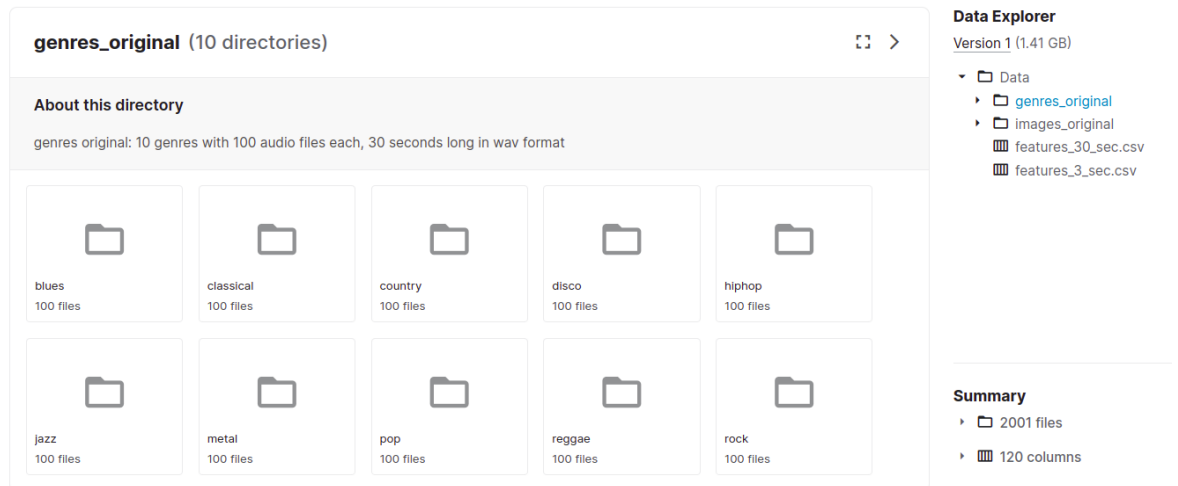 genres_original (10 directories)
About this directory
genres original: 10 genres with 100 audio files each, 30 seconds long in wav format
blues
100 files
classical
100 files
country
100 files
disco
100 files
hiphop
100 files
jazz
100 files
metal
100 files
pop
100 files
reggae
100 files
rock
100 files
Data Explorer
Version 1 (1.41 GB)
Data
genres_original
images_original
features_30_sec.csv
features_3_sec.csv
Summary
2001 files
120 columns